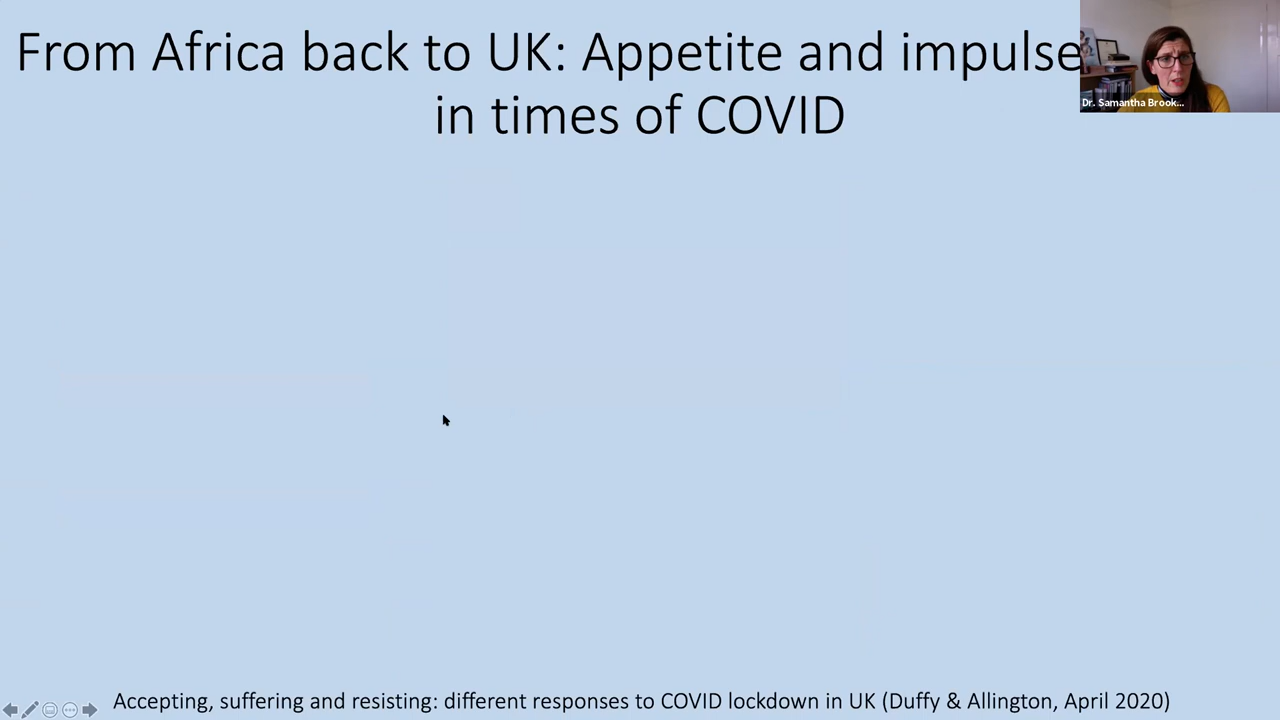 From Africa back to UK: Appetite and impulse
in times of COVID
Dr. Samantha Brook...
Accepting, suffering and resisting: different responses to COVID lockdown in UK (Duffy & Allington, April 2020)